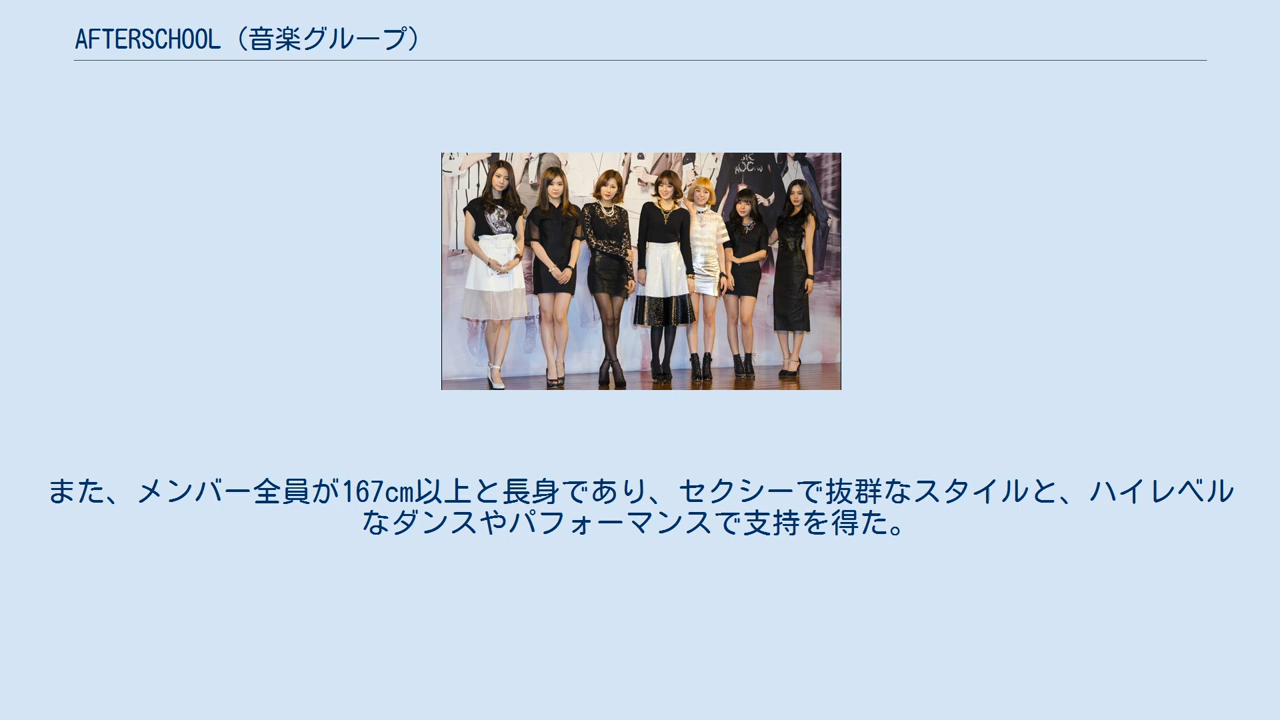 AFTERSCHOOL（音楽グループ）
また、メンバー全員が167cm以上と長身であり、セクシーで抜群なスタイルと、ハイレベル
なダンスやパフォーマンスで支持を得た。